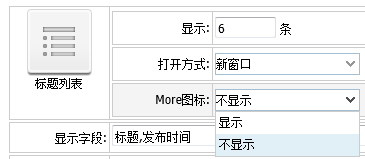 显示: 6 条
打开方式: 新窗口
标题列表
More图标: 不显示
显示
不显示
显示字段: 标题,发布时间